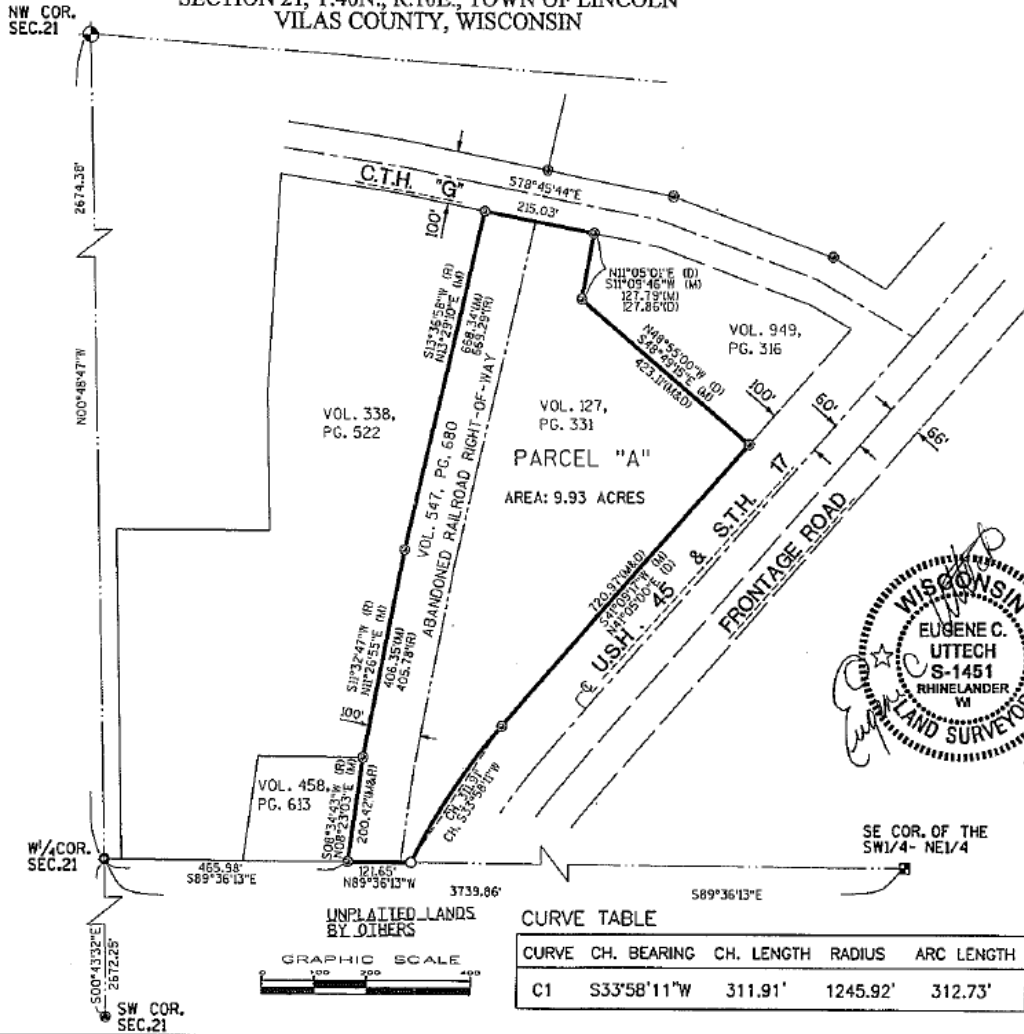 SECTION 21, T.40N., R.10E., TOWN OF LINCOLN
VILAS COUNTY, WISCONSIN
NW COR.
SEC.21
2674.38'
N00°48'47"W
C.T.H. "G"
100'
S78°45'44"E
215.03'
N11°05'01"E (D)
S11°09'46"W (M)
127.79'(M)
127.86'(D)
N48°55'00"W (D)
S48°49'15"E (M)
423.11'(M&D)
VOL. 949,
PG. 316
100'
60'
66'
S13°36'58"W (R)
N13°29'10"E (M)
668.34'(M)
669.29'(R)
VOL. 338,
PG. 522
VOL. 547, PG. 680
ABANDONED RAILROAD RIGHT-OF-WAY
VOL. 127,
PG. 331
PARCEL "A"
AREA: 9.93 ACRES
720.97'(M&D)
S41°09'17"W (M)
N41°05'00"E (D)
U.S.H. 45 & S.T.H. 17
FRONTAGE ROAD
S11°32'47"W (R)
N11°26'55"E (M)
406.35'(M)
405.78'(R)
100'
VOL. 458,
PG. 613
S08°34'43"W (R)
N08°23'03"E (M)
200.42'(M&R)
CH. 311.91'
CH. S33°58'11"W
WISCONSIN
EUGENE C.
UTTECH
S-1451
RHINELANDER
WI
LAND SURVEYOR
W1/4COR.
SEC.21
465.98'
S89°36'13"E
121.65'
N89°36'13"W
3739.86'
S89°36'13"E
SE COR. OF THE
SW1/4- NE1/4
UNPLATTED LANDS
BY OTHERS
GRAPHIC SCALE
0 100 200 400
S00°43'32"E
2672.25'
SW COR.
SEC.21
CURVE TABLE
CURVE CH. BEARING CH. LENGTH RADIUS ARC LENGTH
C1 S33°58'11"W 311.91' 1245.92' 312.73'